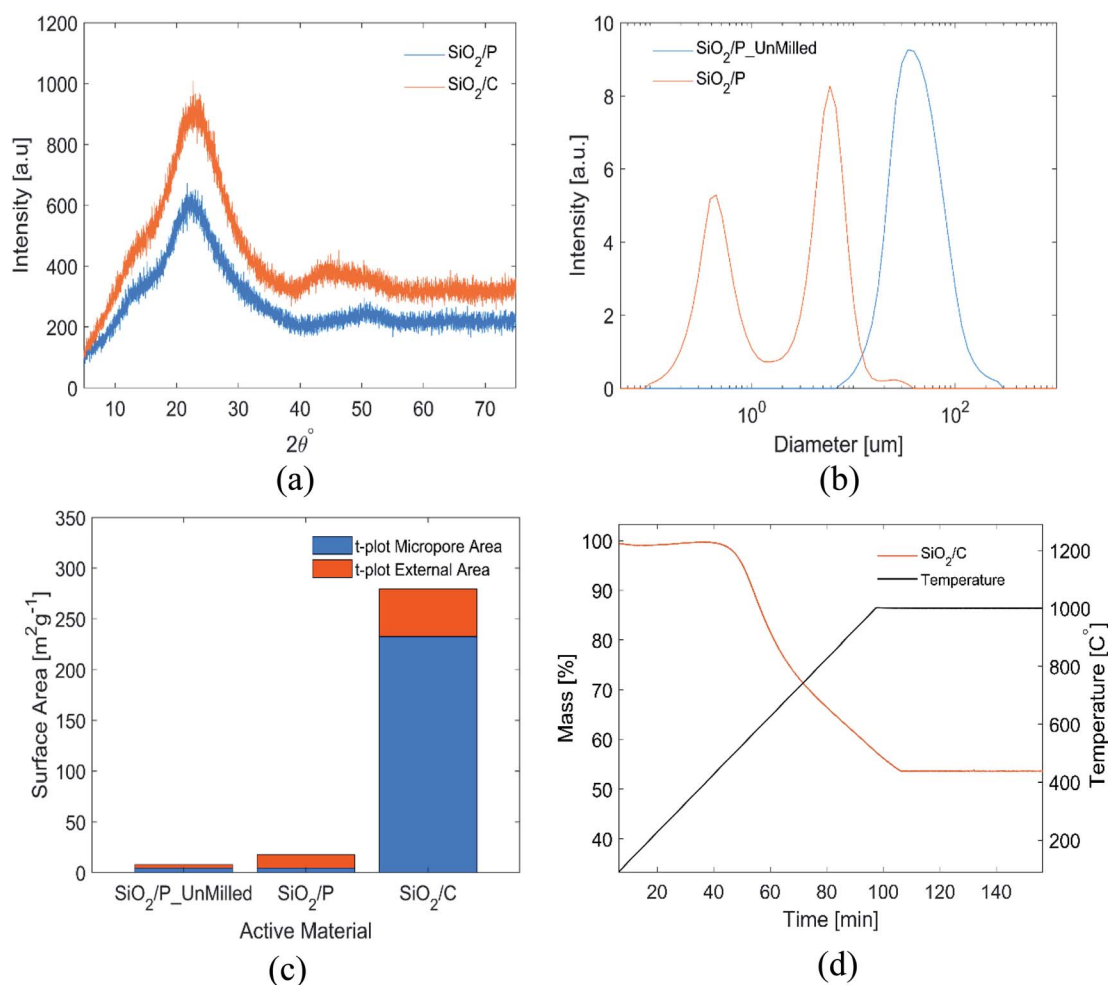 1200
1000
800
600
400
200
0
Intensity [a.u]
SiO₂/P
SiO₂/C
10 20 30 40 50 60 70
2θ°
(a)
10
8
6
4
2
0
Intensity [a.u.]
SiO₂/P_UnMilled
SiO₂/P
10⁰ 10²
Diameter [um]
(b)
350
300
250
200
150
100
50
0
Surface Area [m²g⁻¹]
t-plot Micropore Area
t-plot External Area
SiO₂/P_UnMilled SiO₂/P SiO₂/C
Active Material
(c)
100
90
80
70
60
50
40
Mass [%]
SiO₂/C
Temperature
1200
1000
800
600
400
200
Temperature [C°]
20 40 60 80 100 120 140
Time [min]
(d)